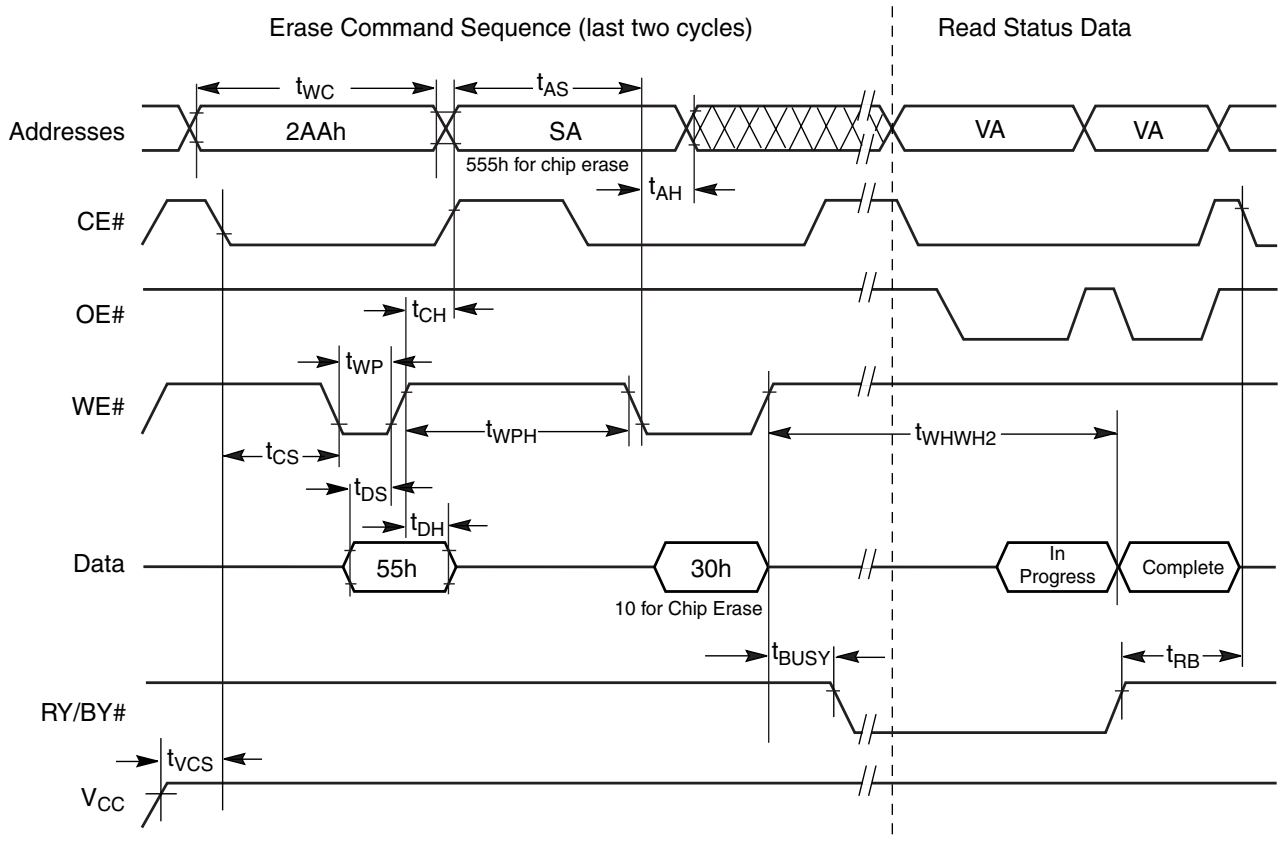 Erase Command Sequence (last two cycles)
Read Status Data
tWC
tAS
Addresses
2AAh
SA
VA
VA
555h for chip erase
tAH
CE#
OE#
tCH
tWP
WE#
tWPH
tWHWH2
tCS
tDS
tDH
Data
55h
30h
In
Progress
Complete
10 for Chip Erase
tBUSY
tRB
RY/BY#
tVCS
VCC